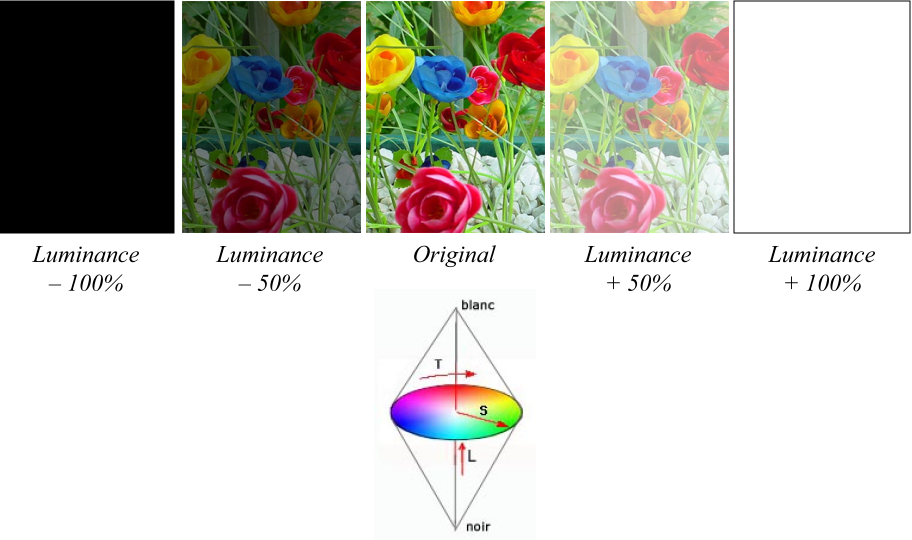 Luminance
– 100%
Luminance
– 50%
Original
Luminance
+ 50%
Luminance
+ 100%
blanc
T
S
L
noir